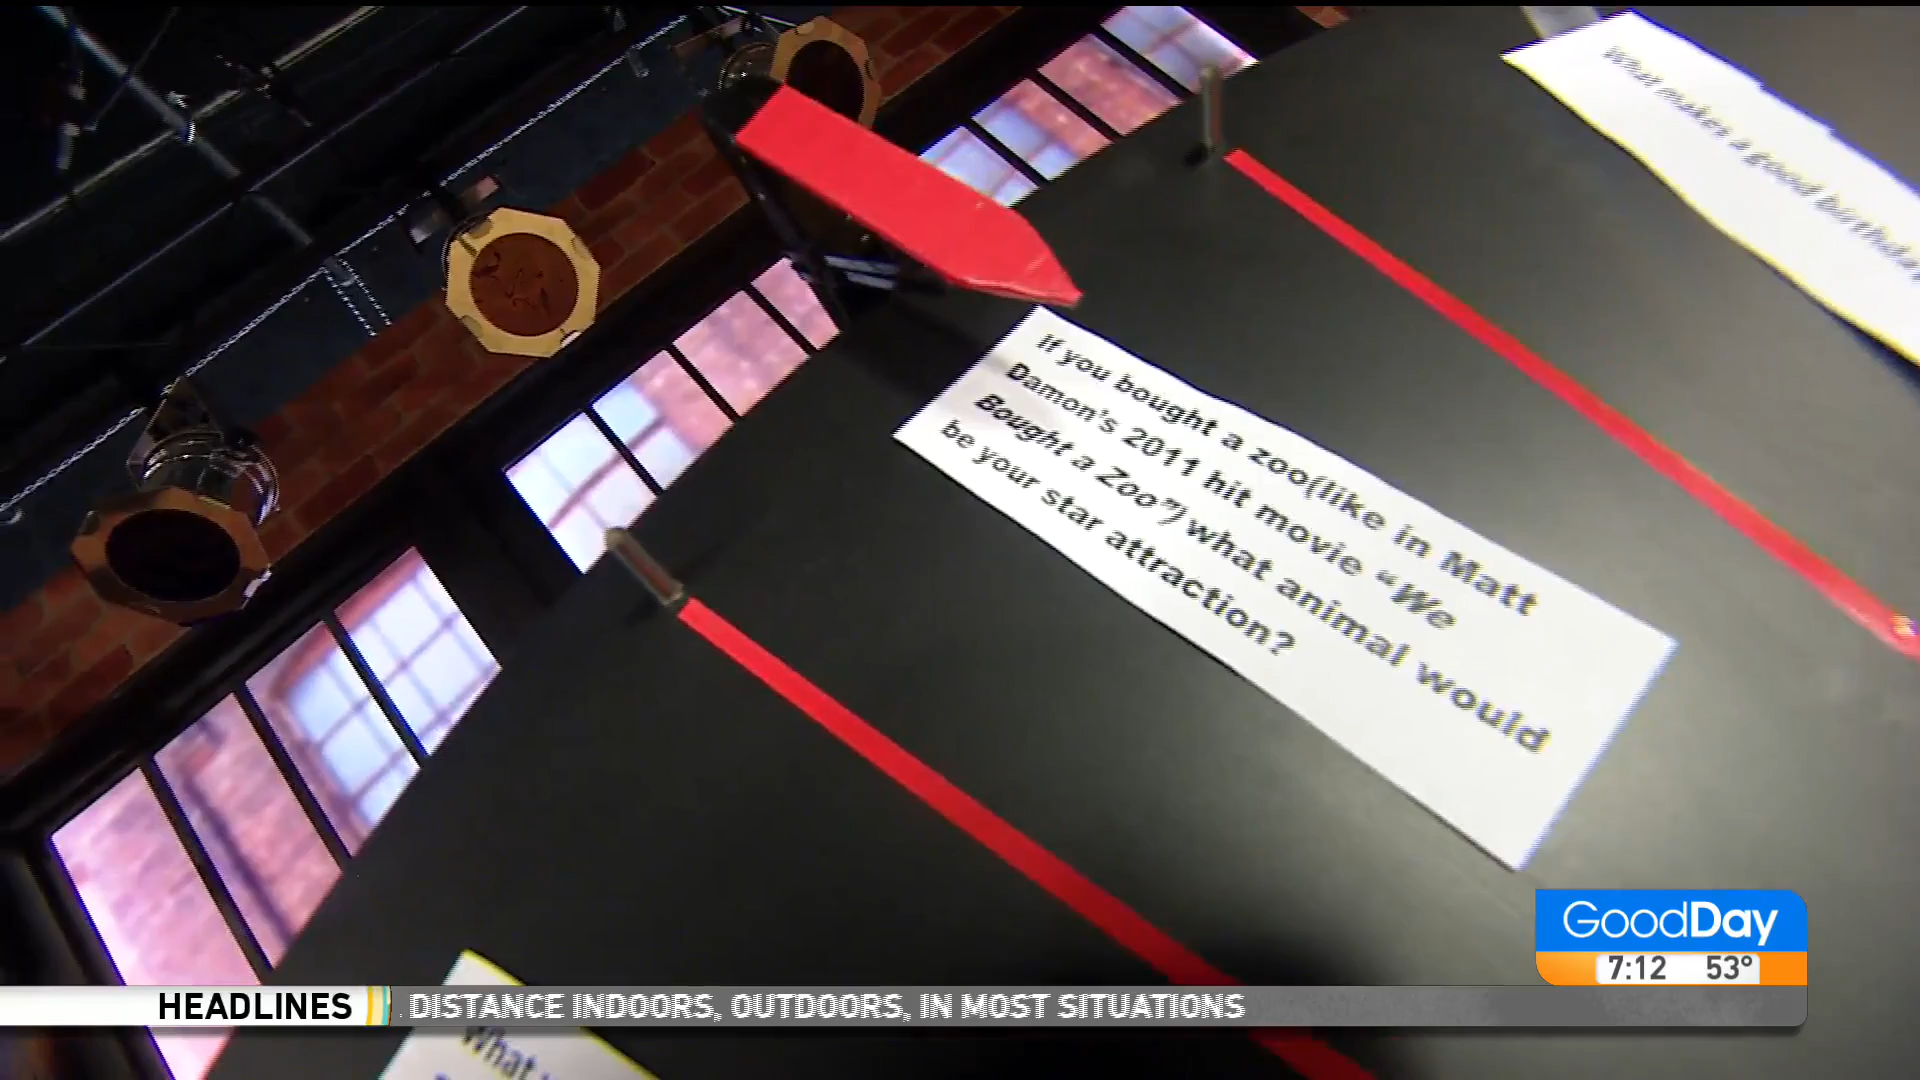 What makes a good
If you bought a zoo(like in Matt
Damon's 2011 hit movie “We
Bought a Zoo”) what animal would
be your star attraction?
GoodDay
7:12 53°
HEADLINES
DISTANCE INDOORS, OUTDOORS, IN MOST SITUATIONS
What